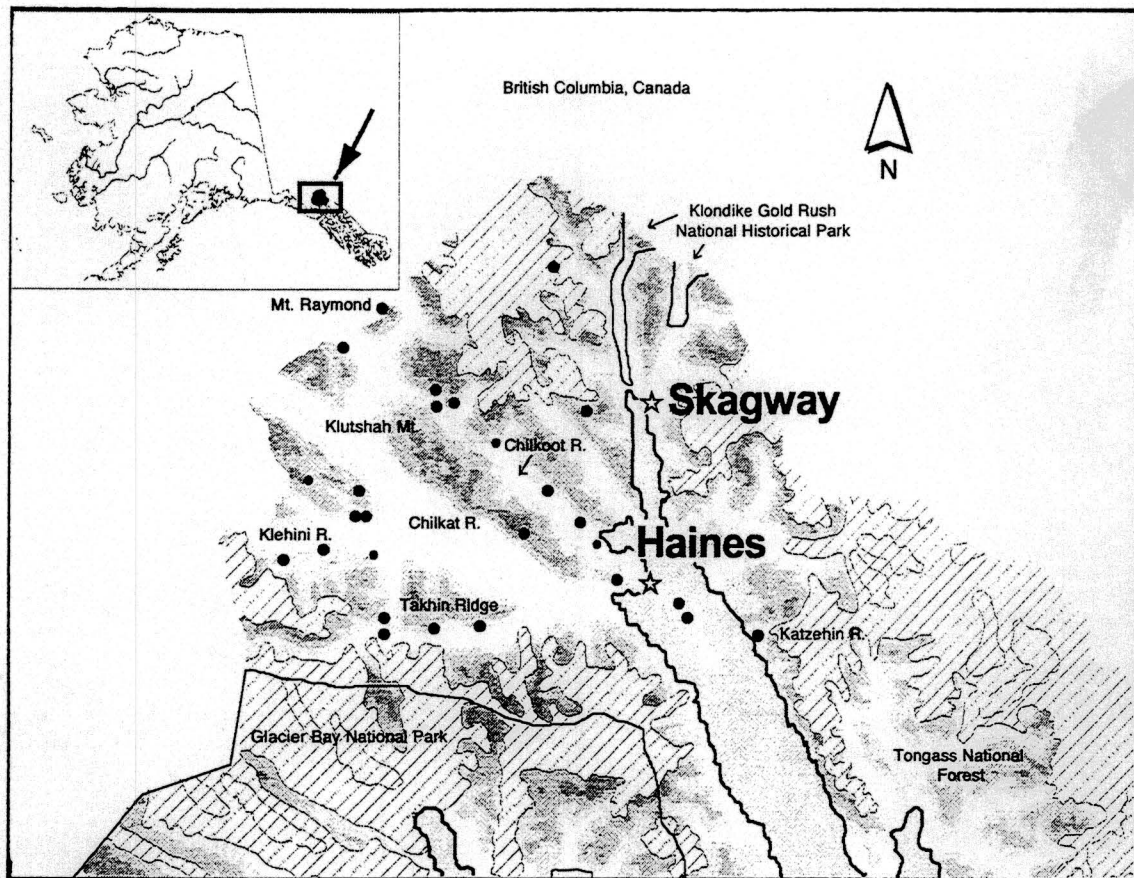 British Columbia, Canada
N
Klondike Gold Rush
National Historical Park
Mt. Raymond
Skagway
Klutshah Mt.
Chilkoot R.
Chilkat R.
Klehini R.
Haines
Takhin Ridge
Katzehin R.
Glacier Bay National Park
Tongass National
Forest